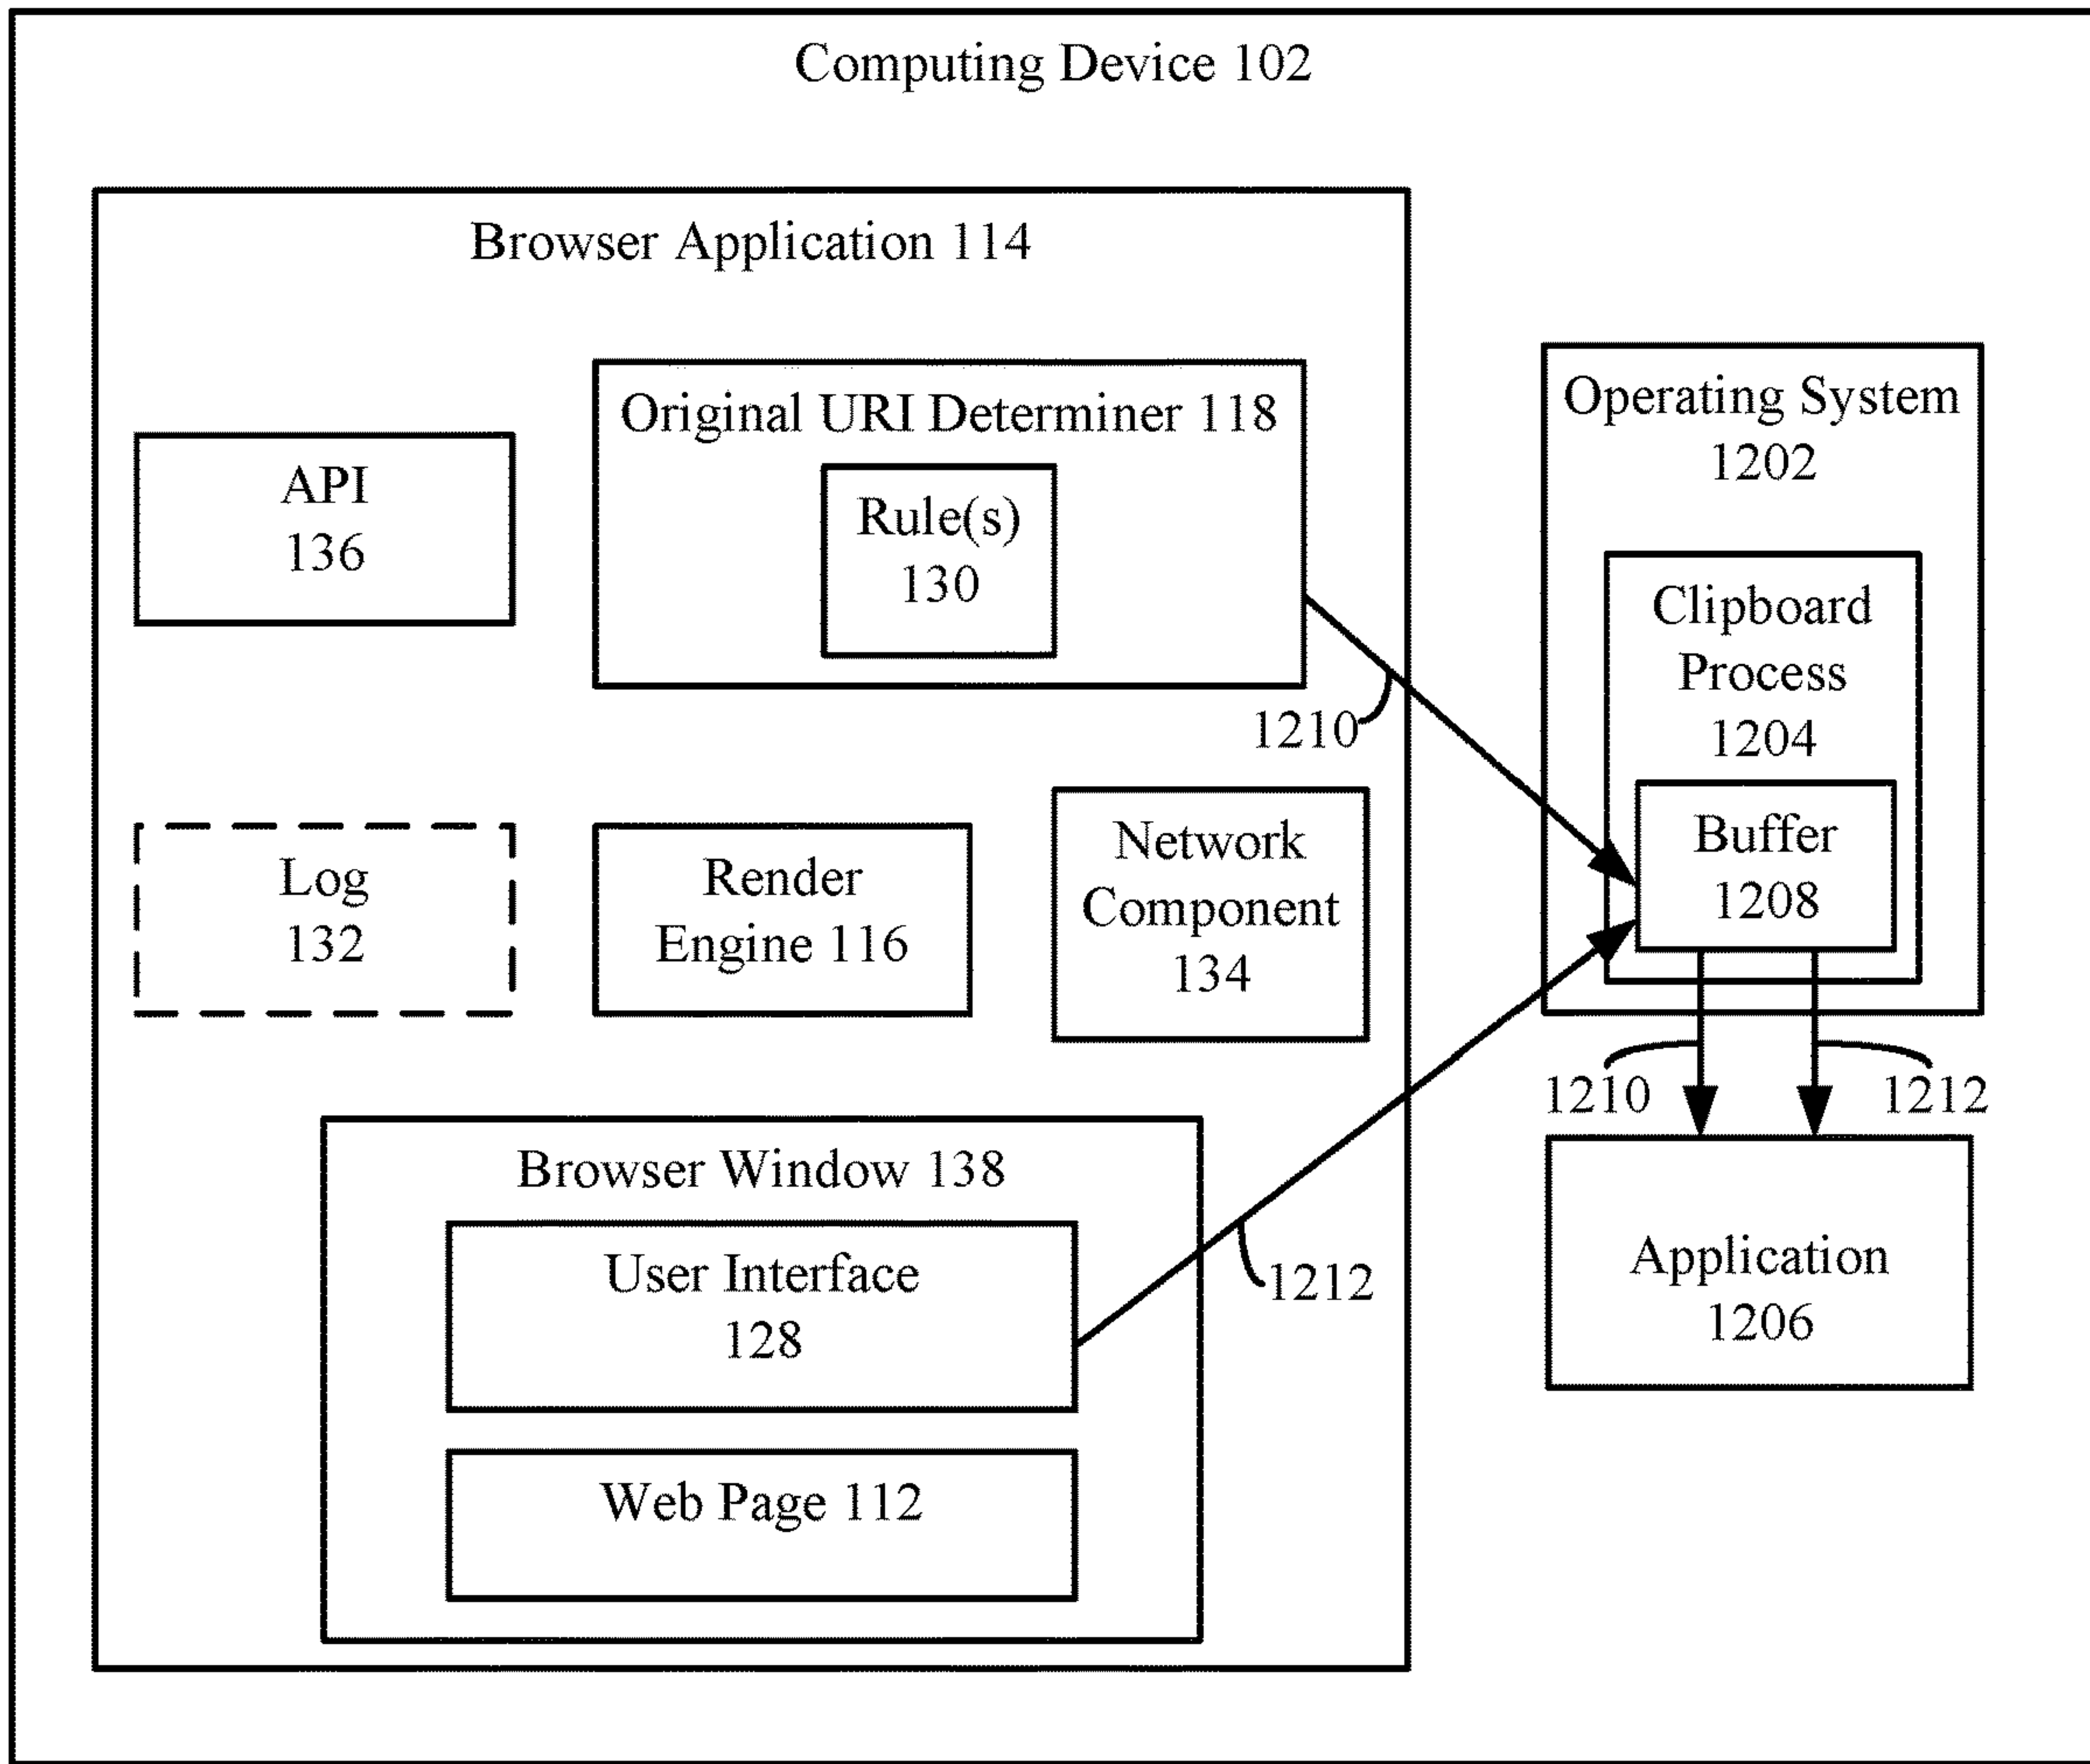 Computing Device 102
Browser Application 114
Original URI Determiner 118
Rule(s)
130
API
136
1210
Log
132
Render
Engine 116
Network
Component
134
Browser Window 138
User Interface
128
1212
Web Page 112
Operating System
1202
Clipboard
Process
1204
Buffer
1208
1210
1212
Application
1206